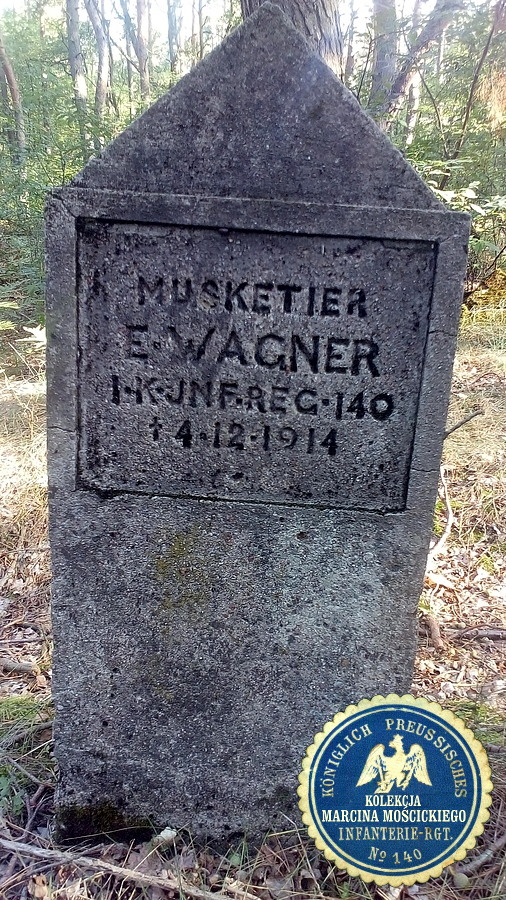 MUSKETIER
E·WAGNER
1·K·JNF.REG·140
†4·12·1914
KÖNIGLICH PREUSSISCHES
KOLEKCJA
MARCINA MOŚCICKIEGO
INFANTERIE-RGT.
No 140